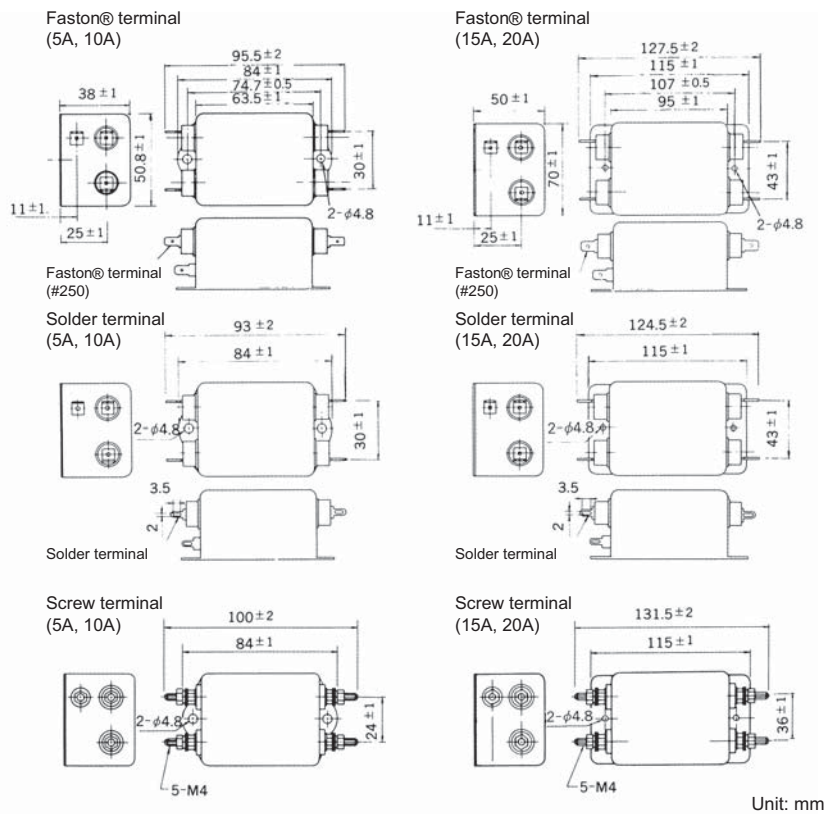 Faston® terminal
(5A, 10A)
95.5±2
84±1
74.7±0.5
63.5±1
38±1
50.8±1
30±1
11±1
25±1
2-φ4.8
Faston® terminal
(#250)
Faston® terminal
(15A, 20A)
127.5±2
115±1
107±0.5
95±1
50±1
70±1
43±1
11±1
25±1
2-φ4.8
Faston® terminal
(#250)
Solder terminal
(5A, 10A)
93±2
84±1
2-φ4.8
30±1
3.5
2
Solder terminal
Solder terminal
(15A, 20A)
124.5±2
115±1
2-φ4.8
43±1
3.5
2
Solder terminal
Screw terminal
(5A, 10A)
100±2
84±1
2-φ4.8
24±1
5-M4
Screw terminal
(15A, 20A)
131.5±2
115±1
2-φ4.8
36±1
5-M4
Unit: mm